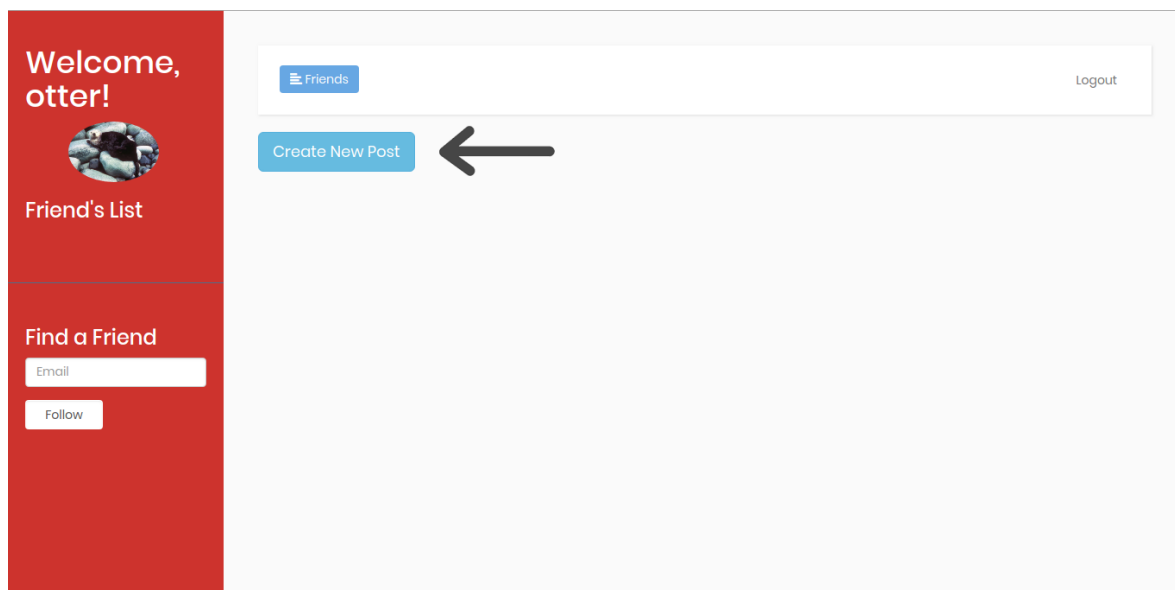 Welcome,
otter!
Friend's List
Find a Friend
Email
Follow
Friends
Logout
Create New Post